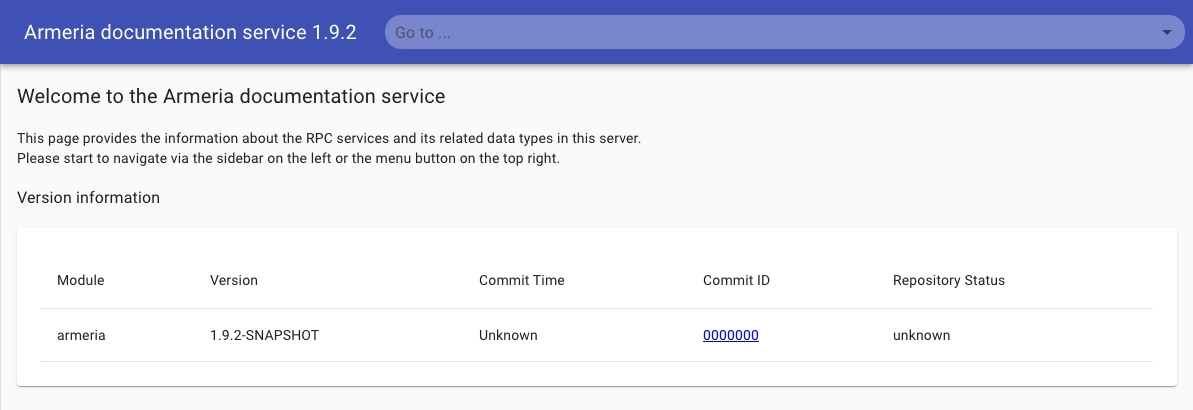 Armeria documentation service 1.9.2
Go to ...
Welcome to the Armeria documentation service
This page provides the information about the RPC services and its related data types in this server.
Please start to navigate via the sidebar on the left or the menu button on the top right.
Version information
Module Version Commit Time Commit ID Repository Status
armeria 1.9.2-SNAPSHOT Unknown 0000000 unknown